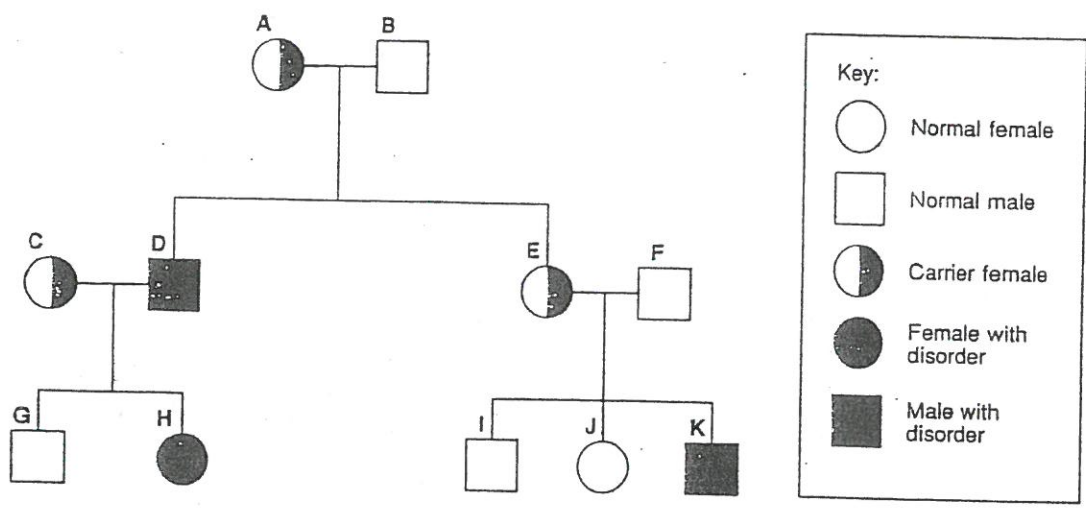 A
B
Key:
Normal female
Normal male
C
D
E
F
Carrier female
Female with
disorder
G
H
I
J
K
Male with
disorder